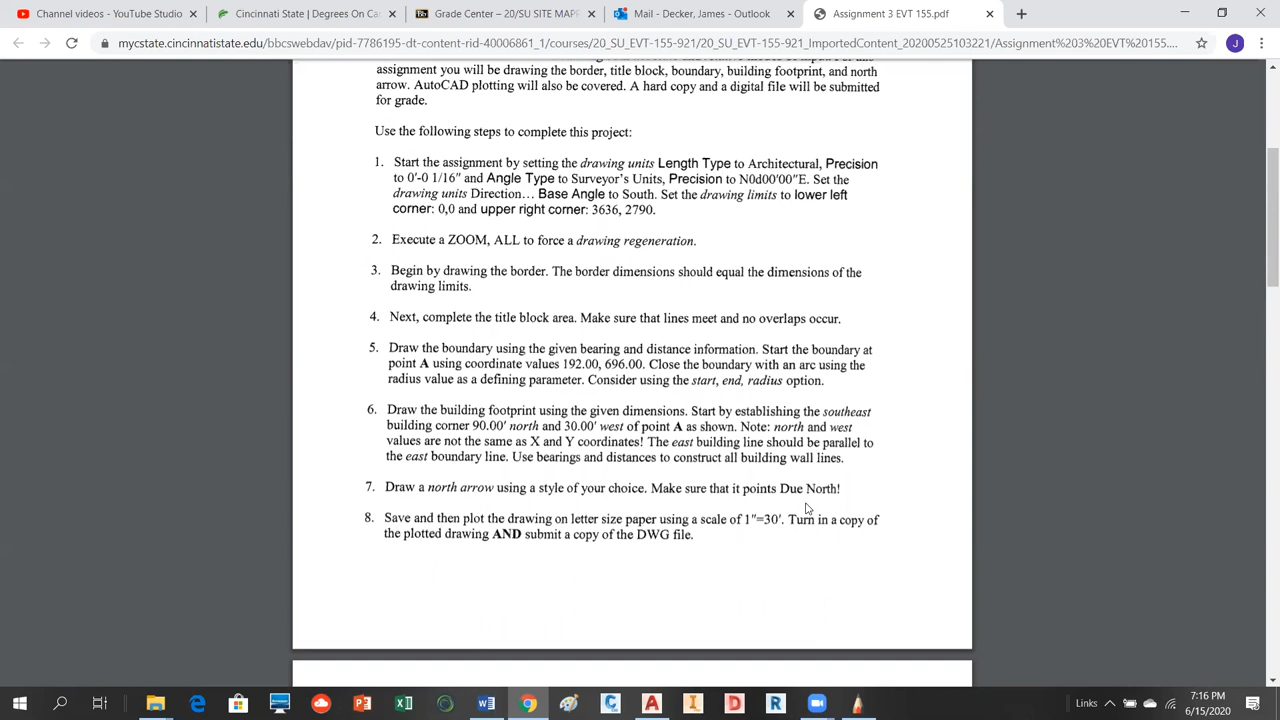 Channel videos - YouTube Studio
Cincinnati State | Degrees On Ca
Grade Center – 20/SU SITE MAPP
Mail - Decker, James - Outlook
Assignment 3 EVT 155.pdf
mycstate.cincinnatistate.edu/bbcswebdav/pid-7786195-dt-content-rid-40006861_1/courses/20_SU_EVT-155-921/20_SU_EVT-155-921_ImportedContent_20200525103221/Assignment%203%20EVT%20155....
J
assignment you will be drawing the border, title block, boundary, building footprint, and north
arrow. AutoCAD plotting will also be covered. A hard copy and a digital file will be submitted
for grade.
Use the following steps to complete this project:
1. Start the assignment by setting the drawing units Length Type to Architectural, Precision
to 0'-0 1/16" and Angle Type to Surveyor's Units, Precision to N0d00'00"E. Set the
drawing units Direction... Base Angle to South. Set the drawing limits to lower left
corner: 0,0 and upper right corner: 3636, 2790.
2. Execute a ZOOM, ALL to force a drawing regeneration.
3. Begin by drawing the border. The border dimensions should equal the dimensions of the
drawing limits.
4. Next, complete the title block area. Make sure that lines meet and no overlaps occur.
5. Draw the boundary using the given bearing and distance information. Start the boundary at
point A using coordinate values 192.00, 696.00. Close the boundary with an arc using the
radius value as a defining parameter. Consider using the start, end, radius option.
6. Draw the building footprint using the given dimensions. Start by establishing the southeast
building corner 90.00' north and 30.00' west of point A as shown. Note: north and west
values are not the same as X and Y coordinates! The east building line should be parallel to
the east boundary line. Use bearings and distances to construct all building wall lines.
7. Draw a north arrow using a style of your choice. Make sure that it points Due North!
8. Save and then plot the drawing on letter size paper using a scale of 1"=30'. Turn in a copy of
the plotted drawing AND submit a copy of the DWG file.
Links
7:16 PM
6/15/2020